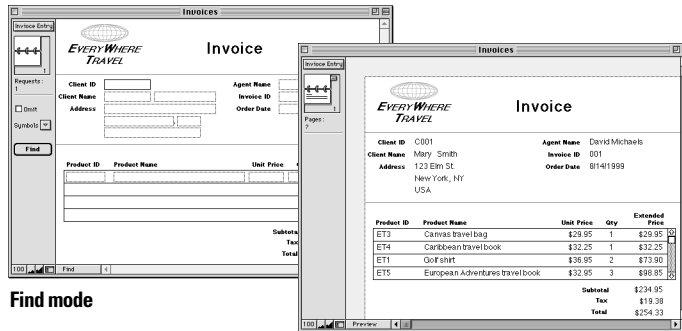 Invoices
Invioce Entry
1
Requests:
1
Omit
Symbols
Find
EVERYWHERE
TRAVEL
Invoice
Client ID
Client Name
Address
Agent Name
Invoice ID
Order Date
Product ID Product Name Unit Price
Subtotal
Tax
Total
100 Find
Find mode
Invoices
Invioce Entry
1
Pages:
?
EVERYWHERE
TRAVEL
Invoice
Client ID C001 Agent Name David Michaels
Client Name Mary Smith Invoice ID 001
Address 123 Elm St. Order Date 8/14/1999
New York, NY
USA
Product ID Product Name Unit Price Qty Extended Price
ET3 Canvas travel bag $29.95 1 $29.95
ET4 Caribbean travel book $32.25 1 $32.25
ET1 Golf shirt $36.95 2 $73.90
ET5 European Adventures travel book $32.95 3 $98.85
Subtotal $234.95
Tax $19.38
Total $254.33
100 Preview